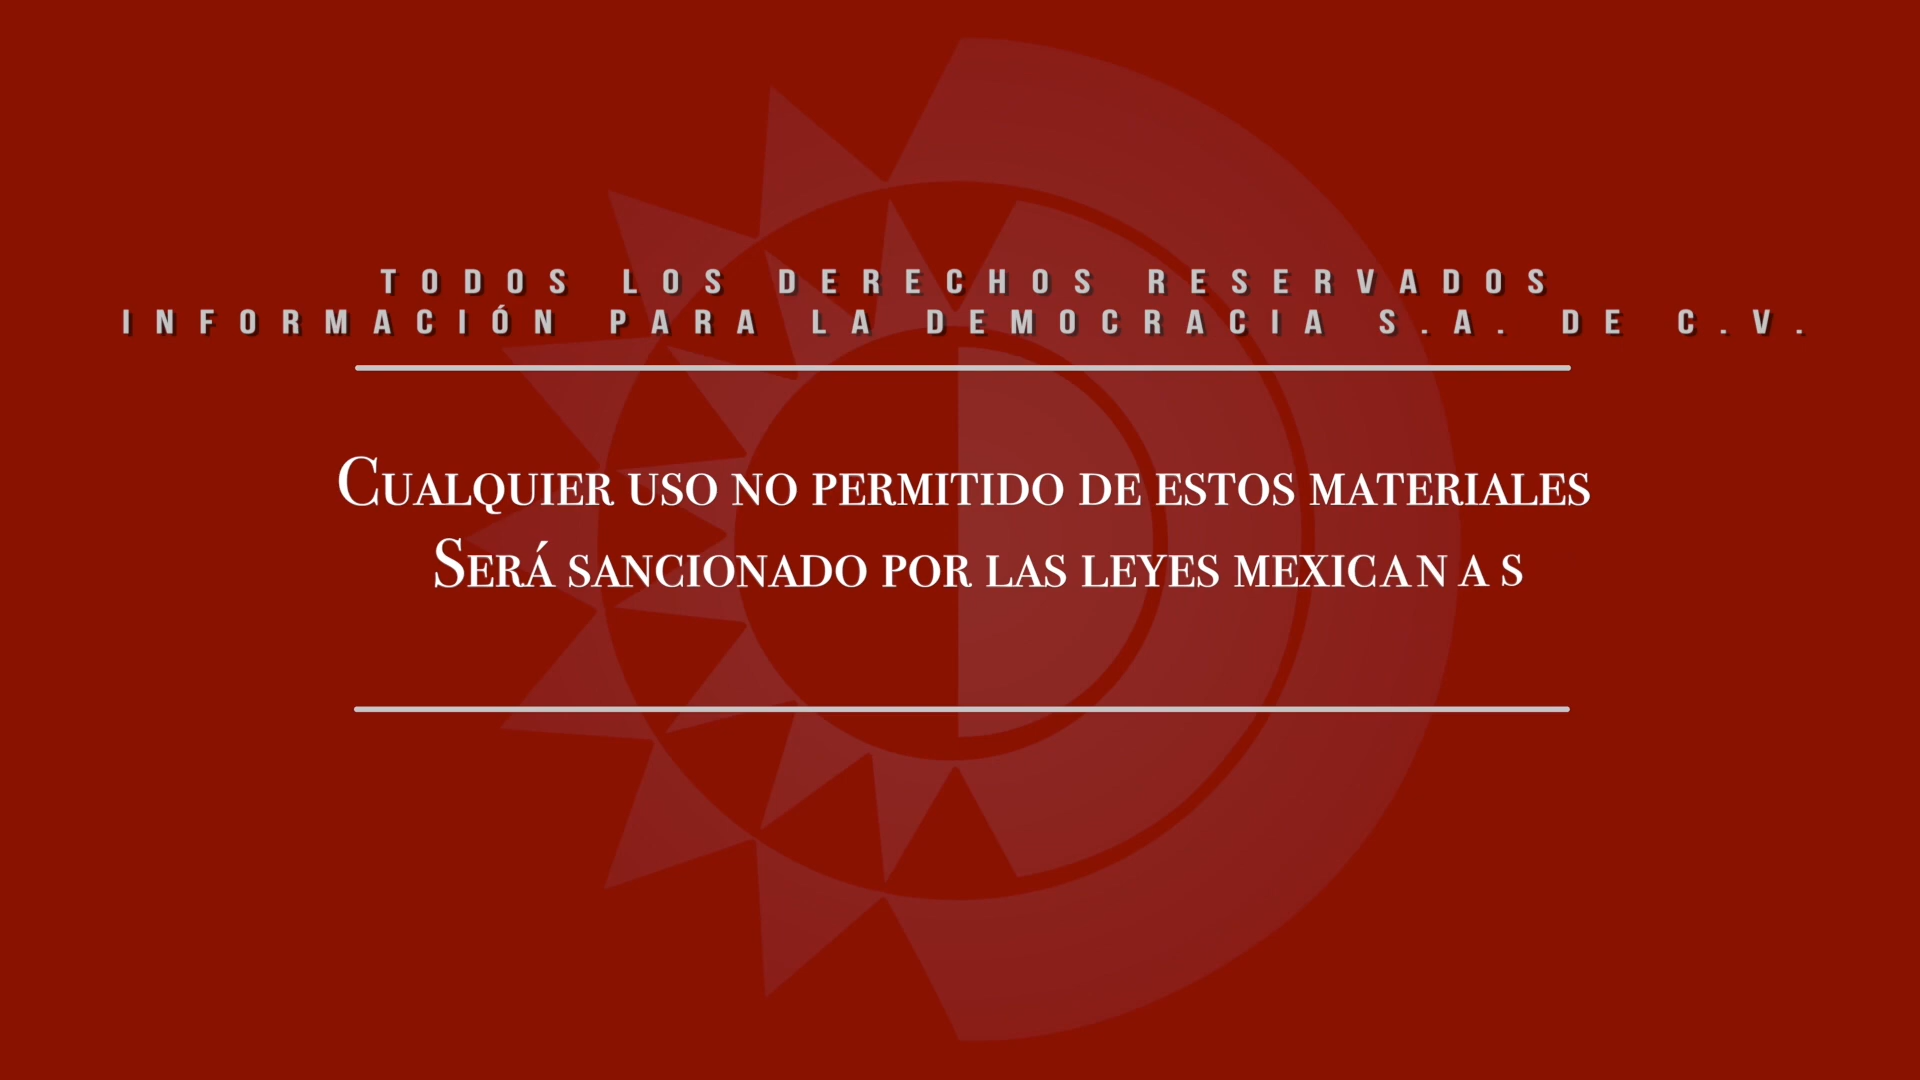 TODOS LOS DERECHOS RESERVADOS
INFORMACIÓN PARA LA DEMOCRACIA S.A. DE C.V.
Cualquier uso no permitido de estos materiales
Será sancionado por las leyes mexicanas